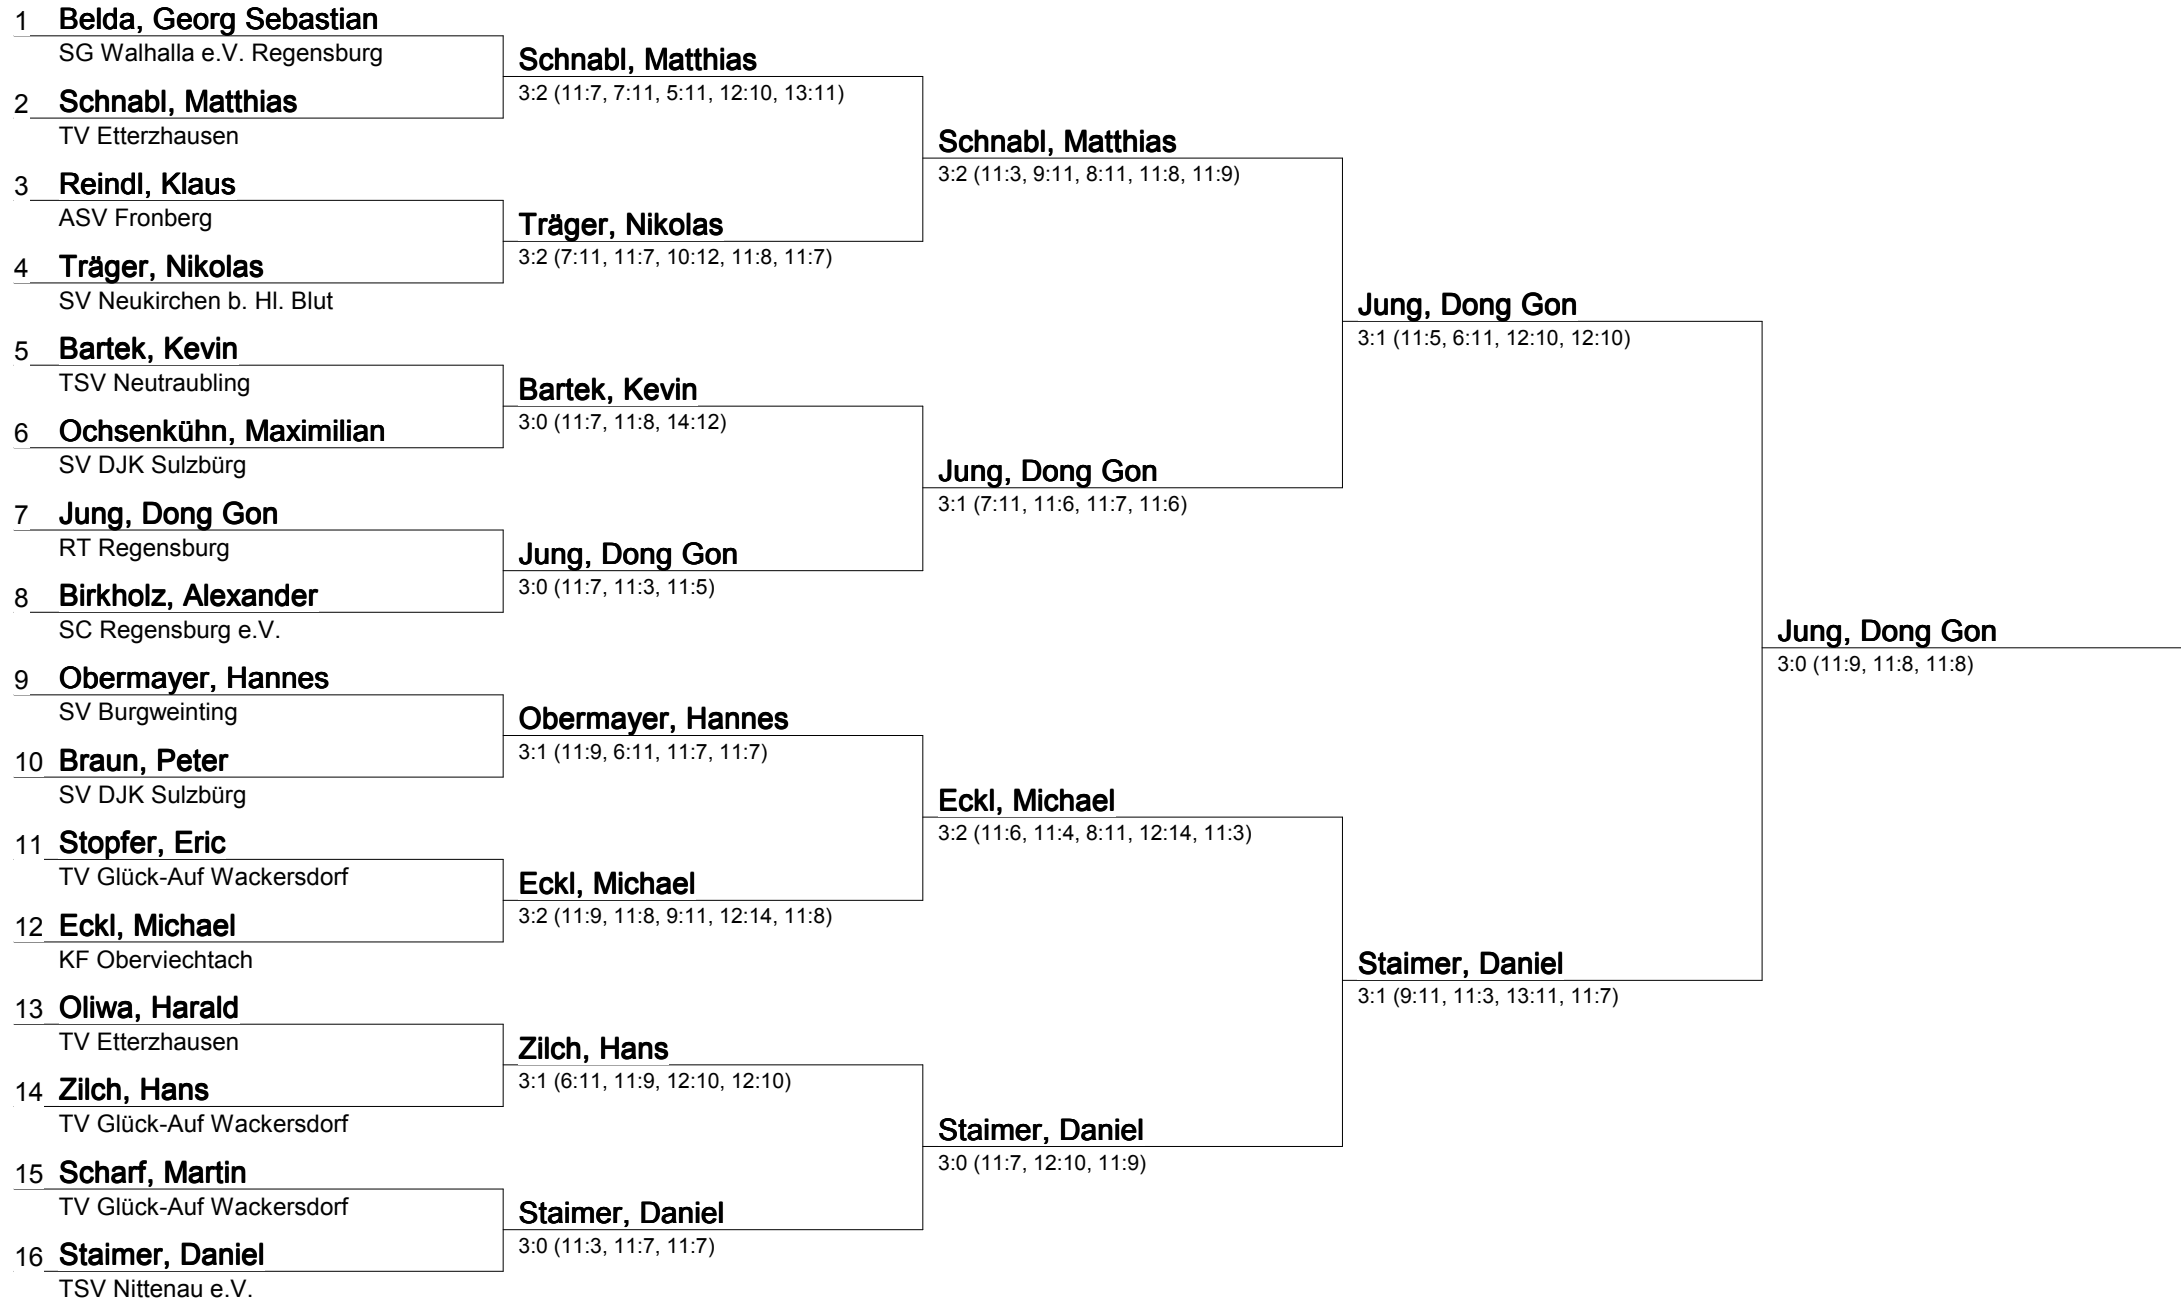 1 Belda, Georg Sebastian
SG Walhalla e.V. Regensburg
2 Schnabl, Matthias
TV Etterzhausen
3 Reindl, Klaus
ASV Fronberg
4 Träger, Nikolas
SV Neukirchen b. Hl. Blut
5 Bartek, Kevin
TSV Neutraubling
6 Ochsenkühn, Maximilian
SV DJK Sulzbürg
7 Jung, Dong Gon
RT Regensburg
8 Birkholz, Alexander
SC Regensburg e.V.
9 Obermayer, Hannes
SV Burgweinting
10 Braun, Peter
SV DJK Sulzbürg
11 Stopfer, Eric
TV Glück-Auf Wackersdorf
12 Eckl, Michael
KF Oberviechtach
13 Oliwa, Harald
TV Etterzhausen
14 Zilch, Hans
TV Glück-Auf Wackersdorf
15 Scharf, Martin
TV Glück-Auf Wackersdorf
16 Staimer, Daniel
TSV Nittenau e.V.
Schnabl, Matthias
3:2 (11:7, 7:11, 5:11, 12:10, 13:11)
Träger, Nikolas
3:2 (7:11, 11:7, 10:12, 11:8, 11:7)
Bartek, Kevin
3:0 (11:7, 11:8, 14:12)
Jung, Dong Gon
3:0 (11:7, 11:3, 11:5)
Obermayer, Hannes
3:1 (11:9, 6:11, 11:7, 11:7)
Eckl, Michael
3:2 (11:9, 11:8, 9:11, 12:14, 11:8)
Zilch, Hans
3:1 (6:11, 11:9, 12:10, 12:10)
Staimer, Daniel
3:0 (11:3, 11:7, 11:7)
Schnabl, Matthias
3:2 (11:3, 9:11, 8:11, 11:8, 11:9)
Jung, Dong Gon
3:1 (7:11, 11:6, 11:7, 11:6)
Eckl, Michael
3:2 (11:6, 11:4, 8:11, 12:14, 11:3)
Staimer, Daniel
3:0 (11:7, 12:10, 11:9)
Jung, Dong Gon
3:1 (11:5, 6:11, 12:10, 12:10)
Staimer, Daniel
3:1 (9:11, 11:3, 13:11, 11:7)
Jung, Dong Gon
3:0 (11:9, 11:8, 11:8)